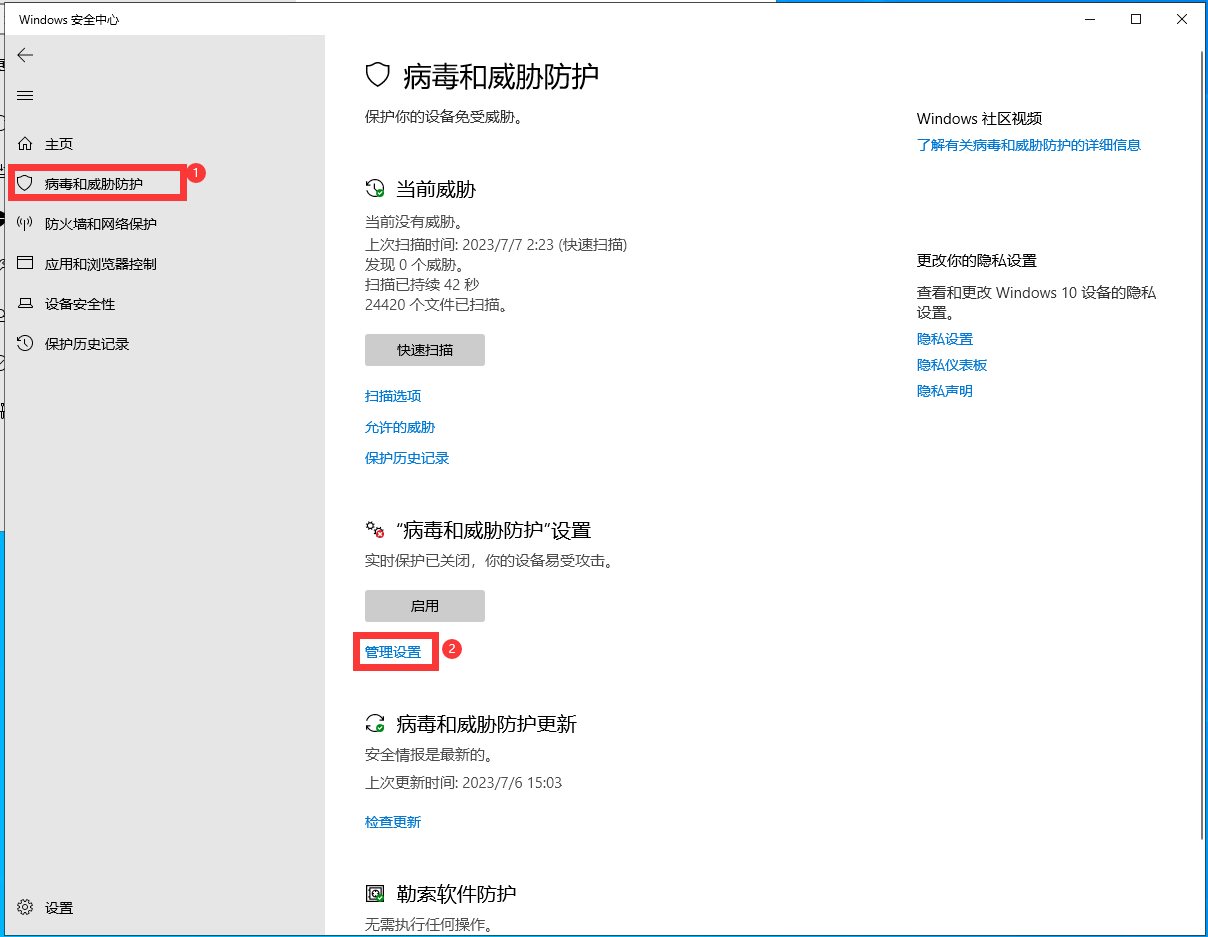 Windows 安全中心
主页
病毒和威胁防护
1
防火墙和网络保护
应用和浏览器控制
设备安全性
保护历史记录
设置
病毒和威胁防护
保护你的设备免受威胁。
当前威胁
当前没有威胁。
上次扫描时间: 2023/7/7 2:23 (快速扫描)
发现 0 个威胁。
扫描已持续 42 秒
24420 个文件已扫描。
快速扫描
扫描选项
允许的威胁
保护历史记录
“病毒和威胁防护”设置
实时保护已关闭，你的设备易受攻击。
启用
管理设置
2
病毒和威胁防护更新
安全情报是最新的。
上次更新时间: 2023/7/6 15:03
检查更新
勒索软件防护
无需执行任何操作。
Windows 社区视频
了解有关病毒和威胁防护的详细信息
更改你的隐私设置
查看和更改 Windows 10 设备的隐私
设置。
隐私设置
隐私仪表板
隐私声明